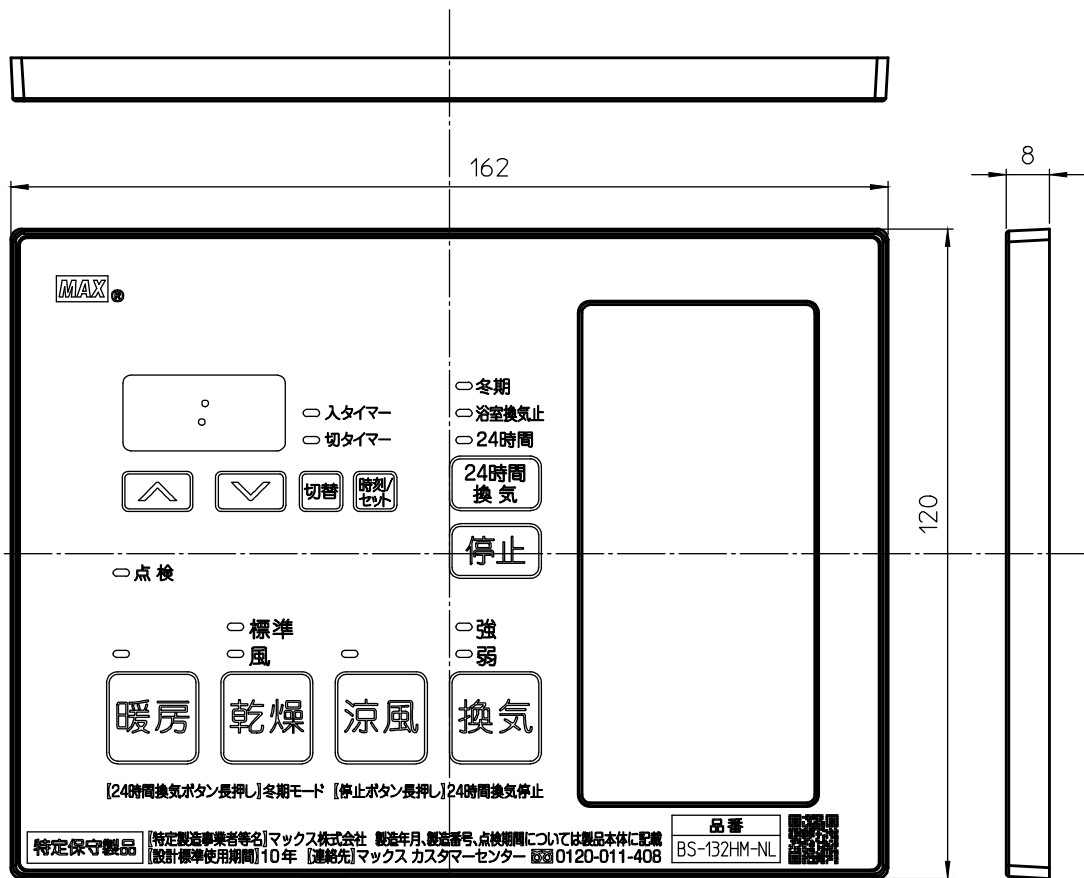 162
8
MAX®
冬期
入タイマー
浴室換気止
切タイマー
24時間
切替
時刻/
セット
24時間
換気
120
停止
点検
標準
強
風
弱
暖房
乾燥
涼風
換気
〚24時間換気ボタン長押し〛冬期モード 〚停止ボタン長押し〛24時間換気停止
特定保守製品
〚特定製造事業者等名〛マックス株式会社 製造年月、製造番号、点検期間については製品本体に記載
〚設計標準使用期間〛10年 〚連絡先〛マックス カスタマーセンター 0120-011-408
品番
BS-132HM-NL